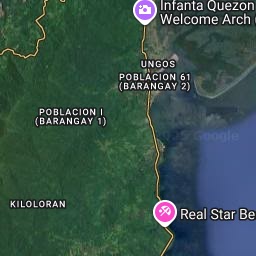 Infanta Quezon
Welcome Arch
UNGOS
POBLACION 61
(BARANGAY 2)
POBLACION I
(BARANGAY 1)
Google
KILOLORAN
Real Star Be